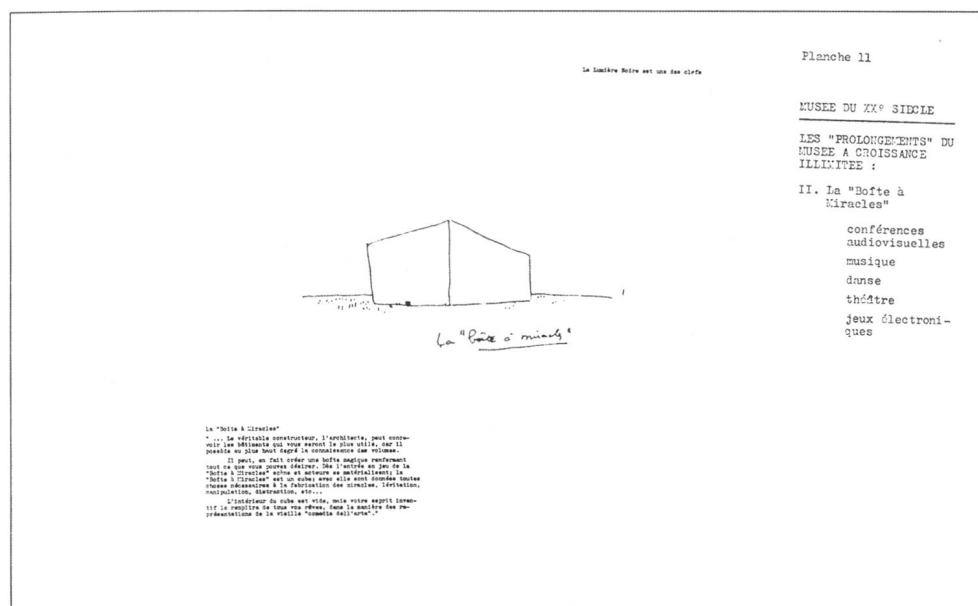 Planche 11
La Lumière Noire est une des clefs
MUSEE DU XXº SIECLE
LES "PROLONGEMENTS" DU
MUSEE A CROISSANCE
ILLIMITEE :
II. La "Boîte à
Miracles"
conférences
audiovisuelles
musique
danse
théâtre
jeux électroni-
ques
La "boîte à miracles"
La "Boîte à Miracles"
" ... Le véritable constructeur, l'architecte, peut conce-
voir les bâtiments qui vous seront le plus utile, car il
possède au plus haut degré la connaissance des volumes.
Il peut, en fait créer une boîte magique renfermant
tout ce que vous pouvez désirer. Dès l'entrée en jeu de la
"Boîte à Miracles" scène et acteurs se matérialisent; la
"Boîte à Miracles" est un cube; avec elle sont données toutes
choses nécessaires à la fabrication des miracles, lévitation,
manipulation, distraction, etc...
L'intérieur du cube est vide, mais votre esprit inven-
tif le remplira de tous vos rêves, dans la manière des re-
présentations de la vieille "comedia dell'arte"."